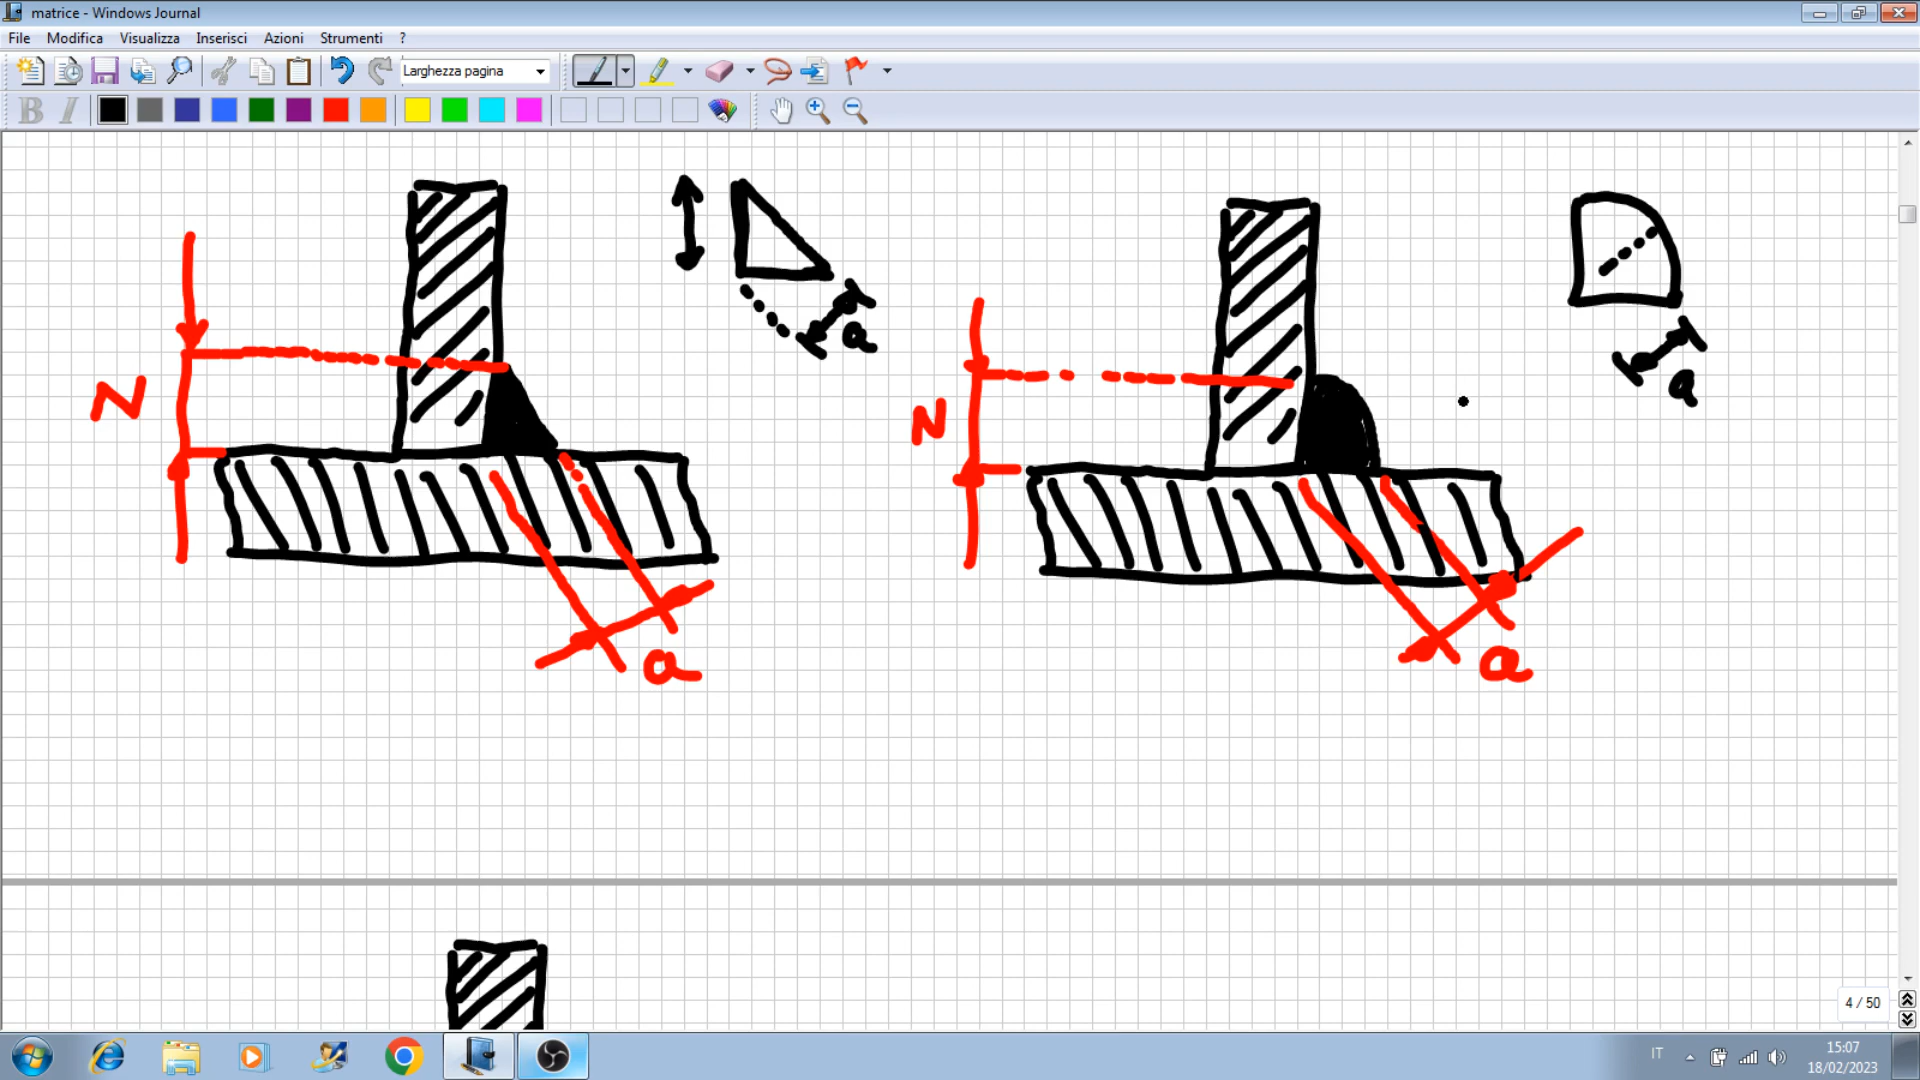 matrice - Windows Journal
File Modifica Visualizza Inserisci Azioni Strumenti ?
Larghezza pagina
B I
a
N
a
N
a
a
4 / 50
IT
15:07
18/02/2023